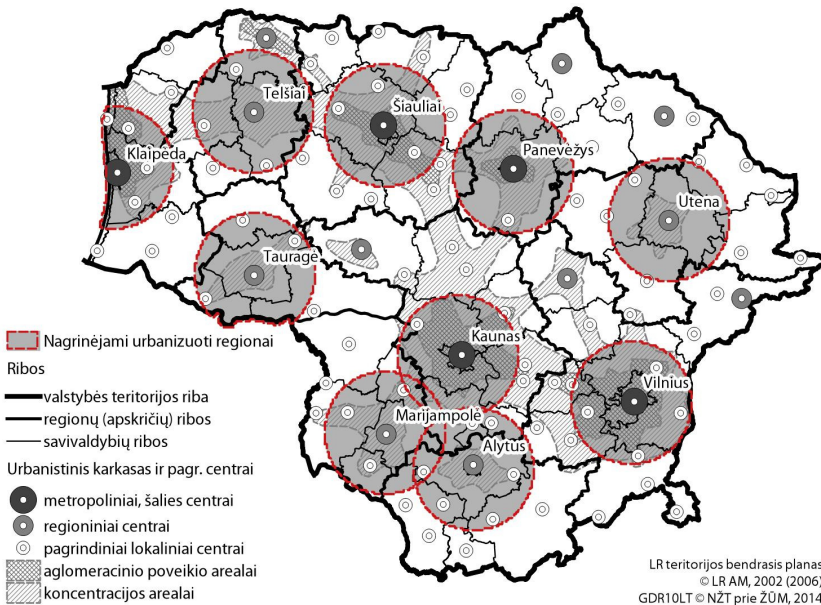 Telšiai
Šiauliai
Klaipėda
Panevėžys
Utena
Tauragė
Kaunas
Vilnius
Marijampolė
Alytus
Nagrinėjami urbanizuoti regionai
Ribos
valstybės teritorijos riba
regionų (apskričių) ribos
savivaldybių ribos
Urbanistinis karkasas ir pagr. centrai
metropoliniai, šalies centrai
regioniniai centrai
pagrindiniai lokaliniai centrai
aglomeracinio poveikio arealai
koncentracijos arealai
LR teritorijos bendrasis planas
© LR AM, 2002 (2006)
GDR10LT © NŽT prie ŽŪM, 2014